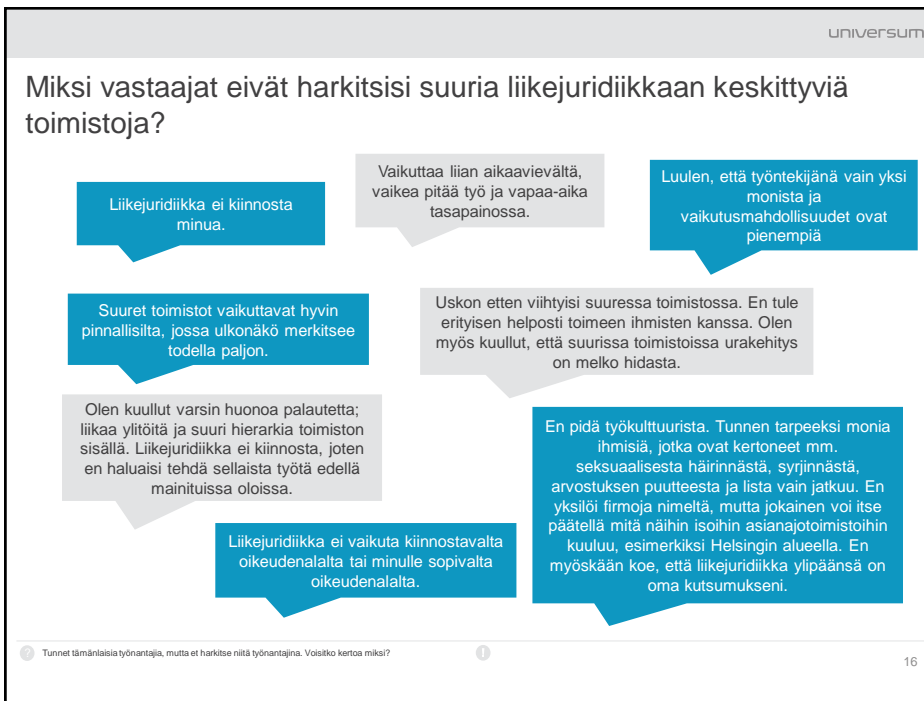 universum
Miksi vastaajat eivät harkitsisi suuria liikejuridiikkaan keskittyviä
toimistoja?
Liikejuridiikka ei kiinnosta
minua.
Vaikuttaa liian aikaavievältä,
vaikea pitää työ ja vapaa-aika
tasapainossa.
Luulen, että työntekijänä vain yksi
monista ja
vaikutusmahdollisuudet ovat
pienempiä
Suuret toimistot vaikuttavat hyvin
pinnallisilta, jossa ulkonäkö merkitsee
todella paljon.
Uskon etten viihtyisi suuressa toimistossa. En tule
erityisen helposti toimeen ihmisten kanssa. Olen
myös kuullut, että suurissa toimistoissa urakehitys
on melko hidasta.
Olen kuullut varsin huonoa palautetta;
liikaa ylitöitä ja suuri hierarkia toimiston
sisällä. Liikejuridiikka ei kiinnosta, joten
en haluaisi tehdä sellaista työtä edellä
mainituissa oloissa.
En pidä työkulttuurista. Tunnen tarpeeksi monia
ihmisiä, jotka ovat kertoneet mm.
seksuaalisesta häirinnästä, syrjinnästä,
arvostuksen puutteesta ja lista vain jatkuu. En
yksilöi firmoja nimeltä, mutta jokainen voi itse
päätellä mitä näihin isoihin asianajotoimistoihin
kuuluu, esimerkiksi Helsingin alueella. En
myöskään koe, että liikejuridiikka ylipäänsä on
oma kutsumukseni.
Liikejuridiikka ei vaikuta kiinnostavalta
oikeudenalalta tai minulle sopivalta
oikeudenalalta.
? Tunnet tämänlaisia työnantajia, mutta et harkitse niitä työnantajina. Voisitko kertoa miksi? !
16